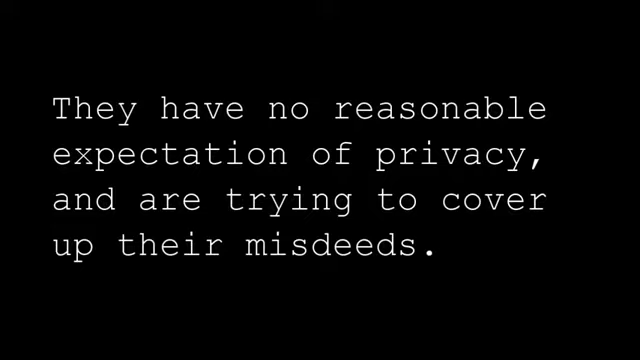 They have no reasonable
expectation of privacy,
and are trying to cover
up their misdeeds.